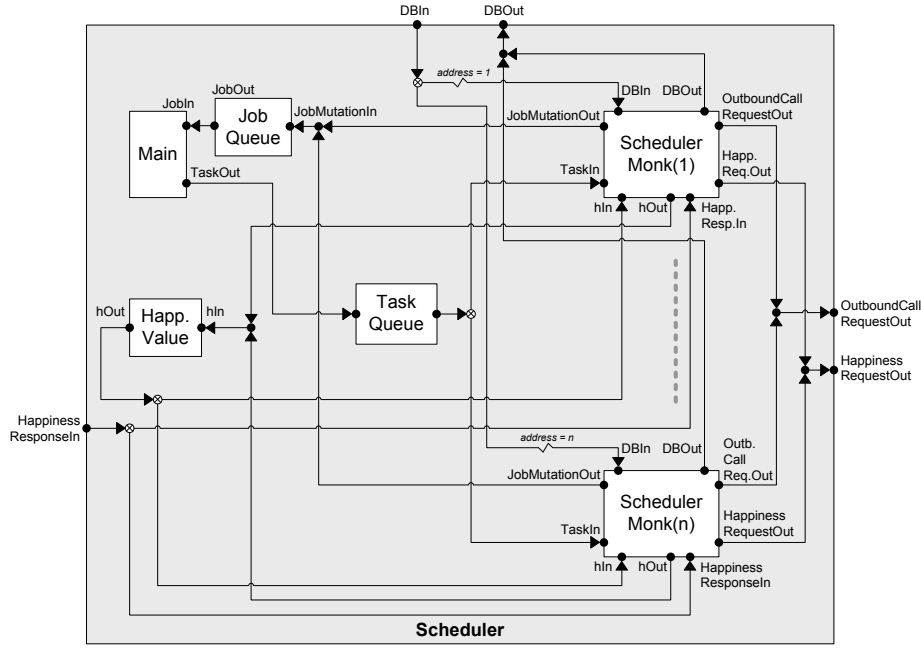 DBIn
DBOut
address = 1
JobOut
JobIn
Job
Queue
JobMutationIn
Main
TaskOut
DBIn
DBOut
JobMutationOut
OutboundCall
RequestOut
Scheduler
Monk(1)
TaskIn
Happ.
Req.Out
hIn
hOut
Happ.
Resp.In
hOut
Happ.
Value
hIn
Task
Queue
OutboundCall
RequestOut
Happiness
RequestOut
Happiness
ResponseIn
address = n
DBIn
DBOut
Outb.
Call
Req.Out
JobMutationOut
Scheduler
Monk(n)
TaskIn
Happiness
RequestOut
hIn
hOut
Happiness
ResponseIn
Scheduler